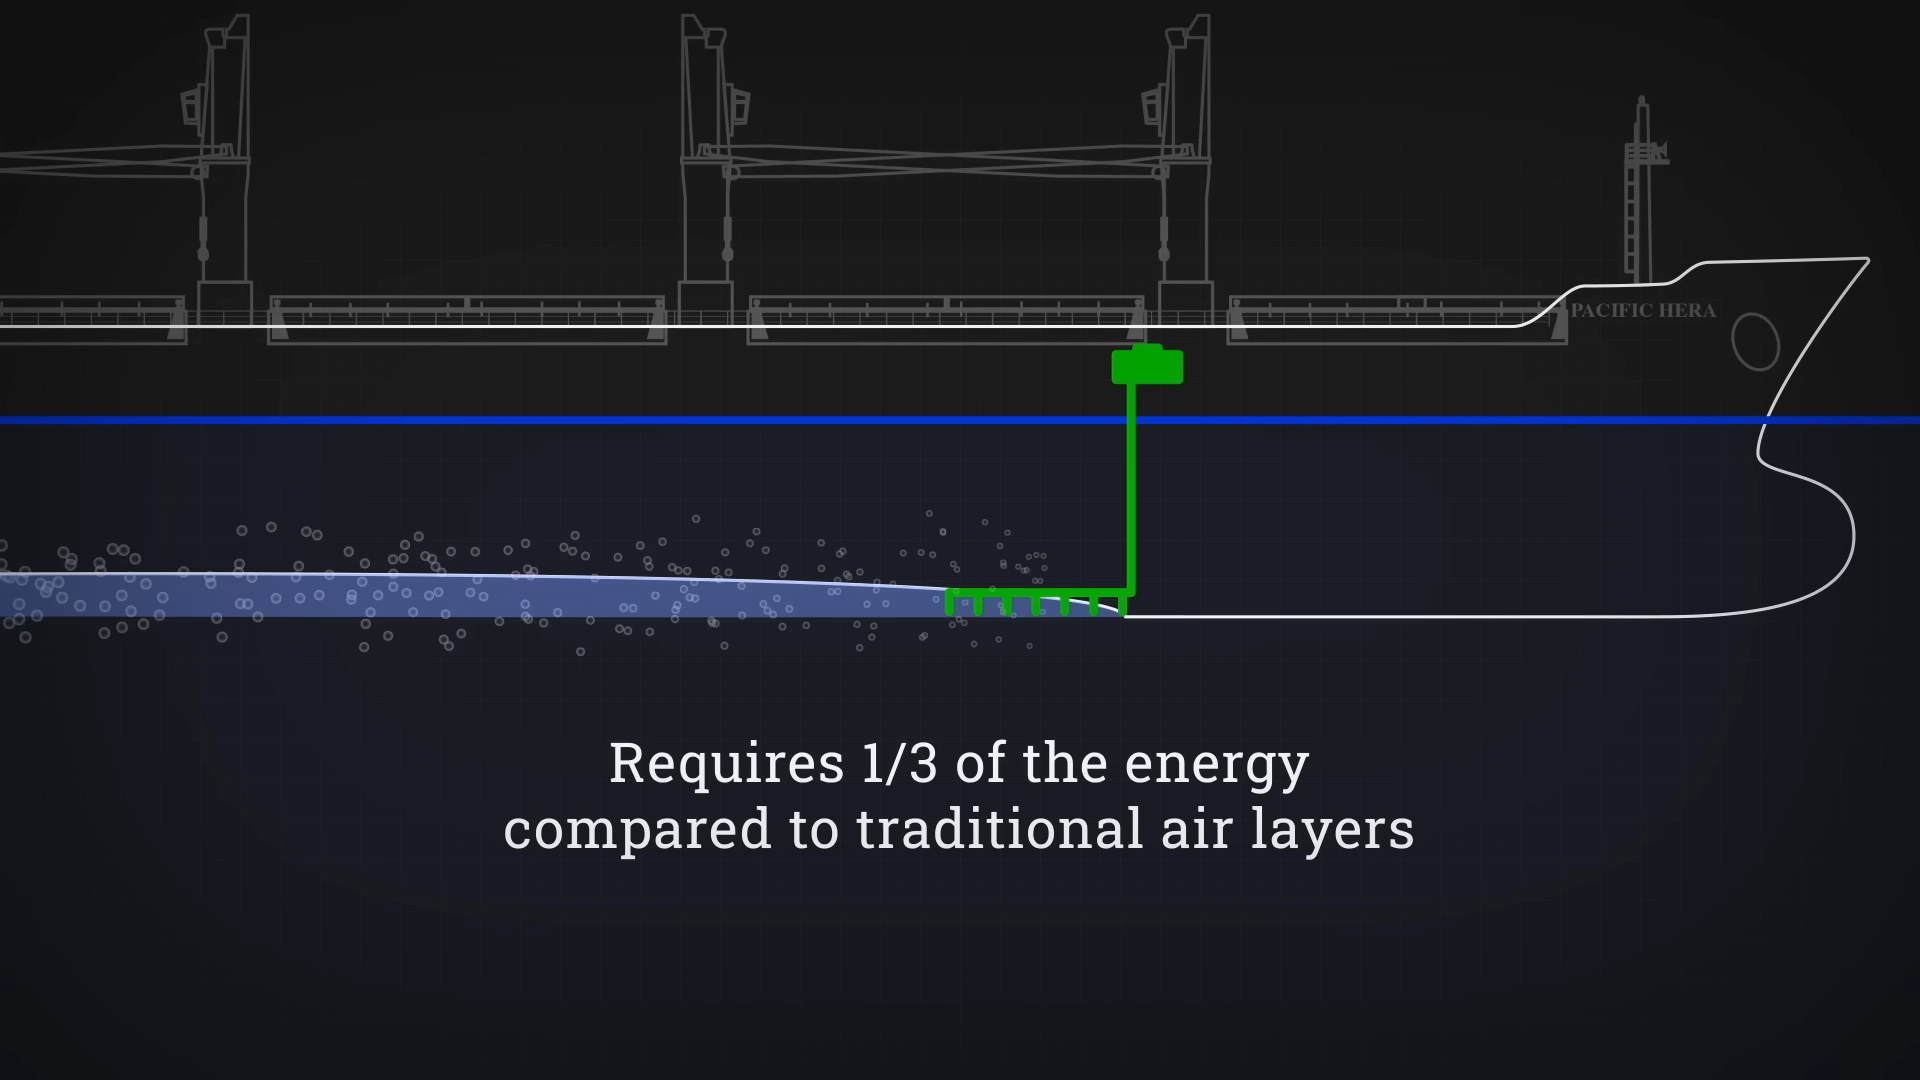 PACIFIC HERA
Requires 1/3 of the energy
compared to traditional air layers